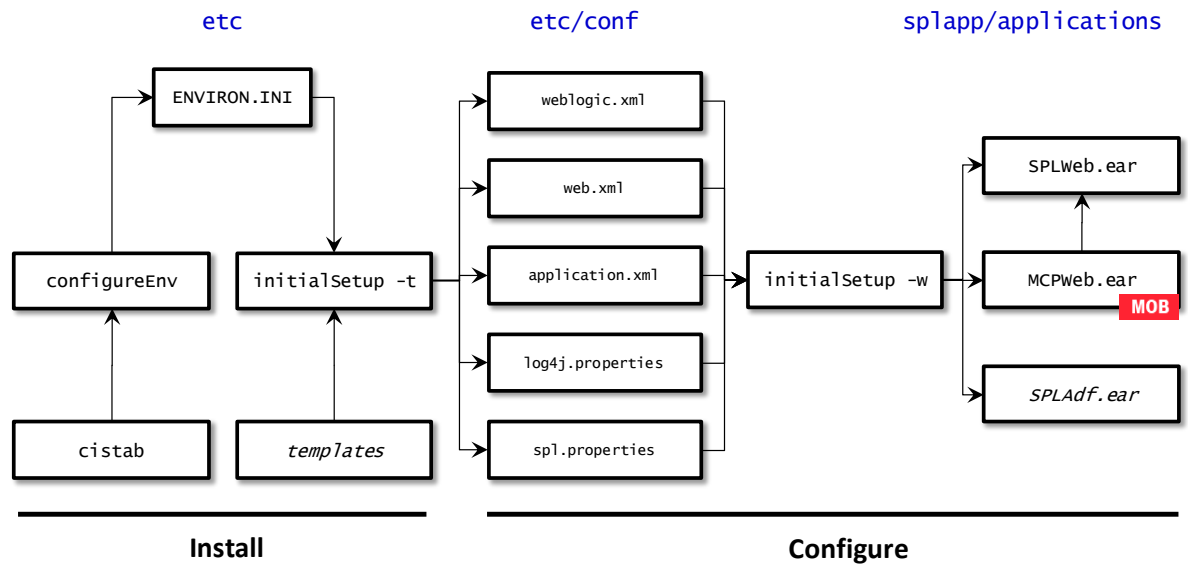 etc
etc/conf
splapp/applications
ENVIRON.INI
configureEnv
initialSetup –t
cistab
templates
weblogic.xml
web.xml
application.xml
log4j.properties
spl.properties
initialSetup –w
SPLWeb.ear
MCPWeb.ear
MOB
SPLAdf.ear
Install
Configure